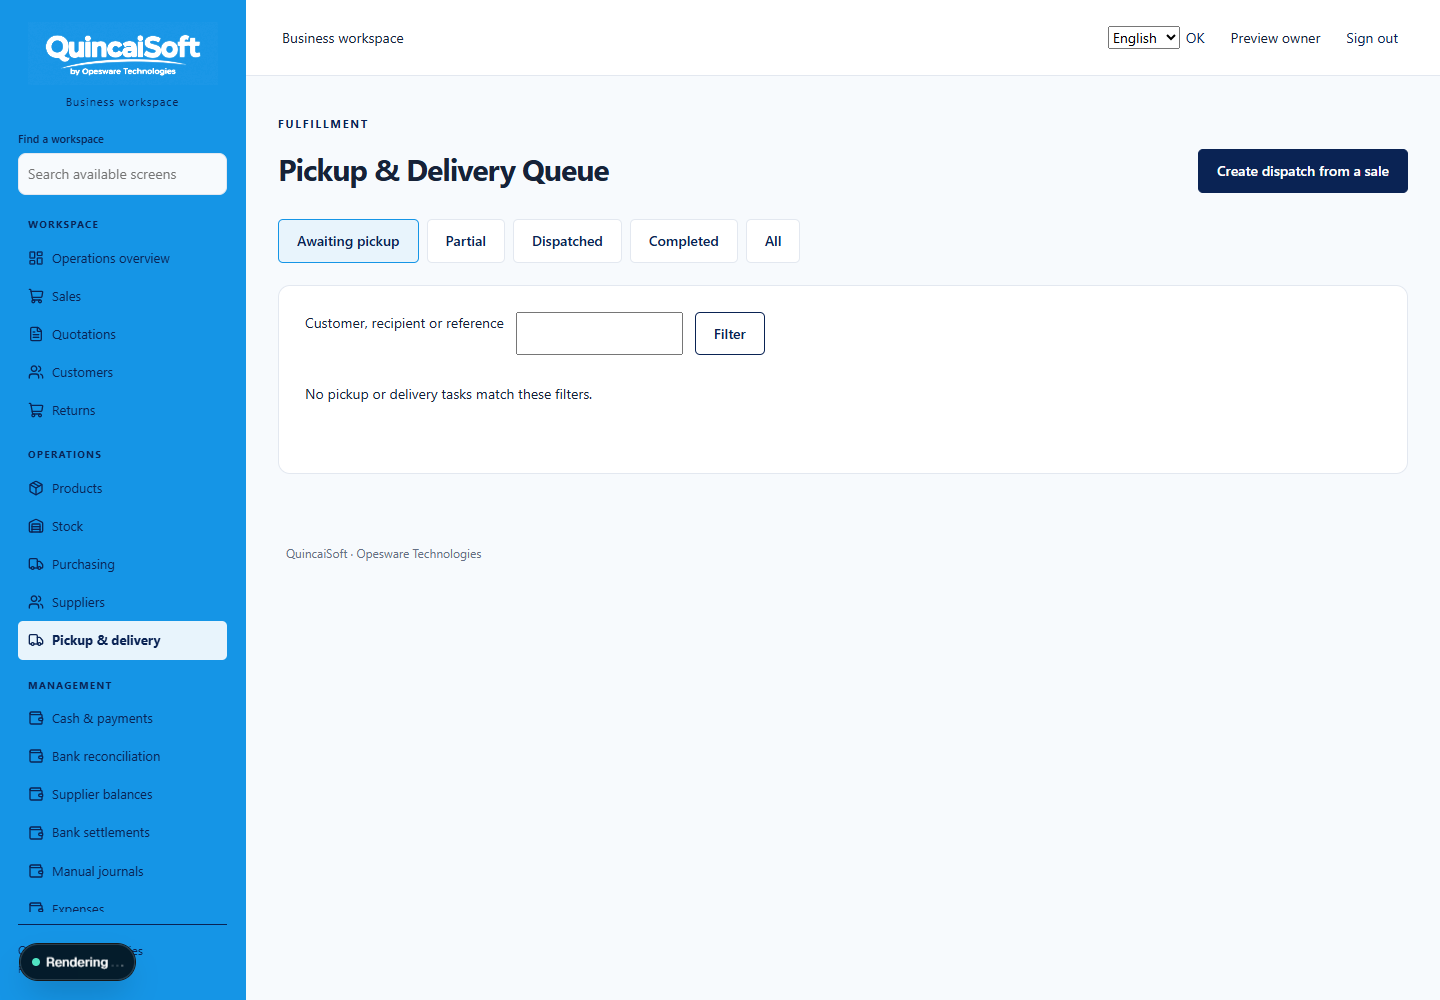 QuincaiSoft
by Opesware Technologies
Business workspace
Find a workspace
Search available screens
WORKSPACE
Operations overview
Sales
Quotations
Customers
Returns
OPERATIONS
Products
Stock
Purchasing
Suppliers
Pickup & delivery
MANAGEMENT
Cash & payments
Bank reconciliation
Supplier balances
Bank settlements
Manual journals
Expenses
Rendering ...
Business workspace
English OK Preview owner Sign out
FULFILLMENT
Pickup & Delivery Queue
Create dispatch from a sale
Awaiting pickup Partial Dispatched Completed All
Customer, recipient or reference Filter
No pickup or delivery tasks match these filters.
QuincaiSoft · Opesware Technologies